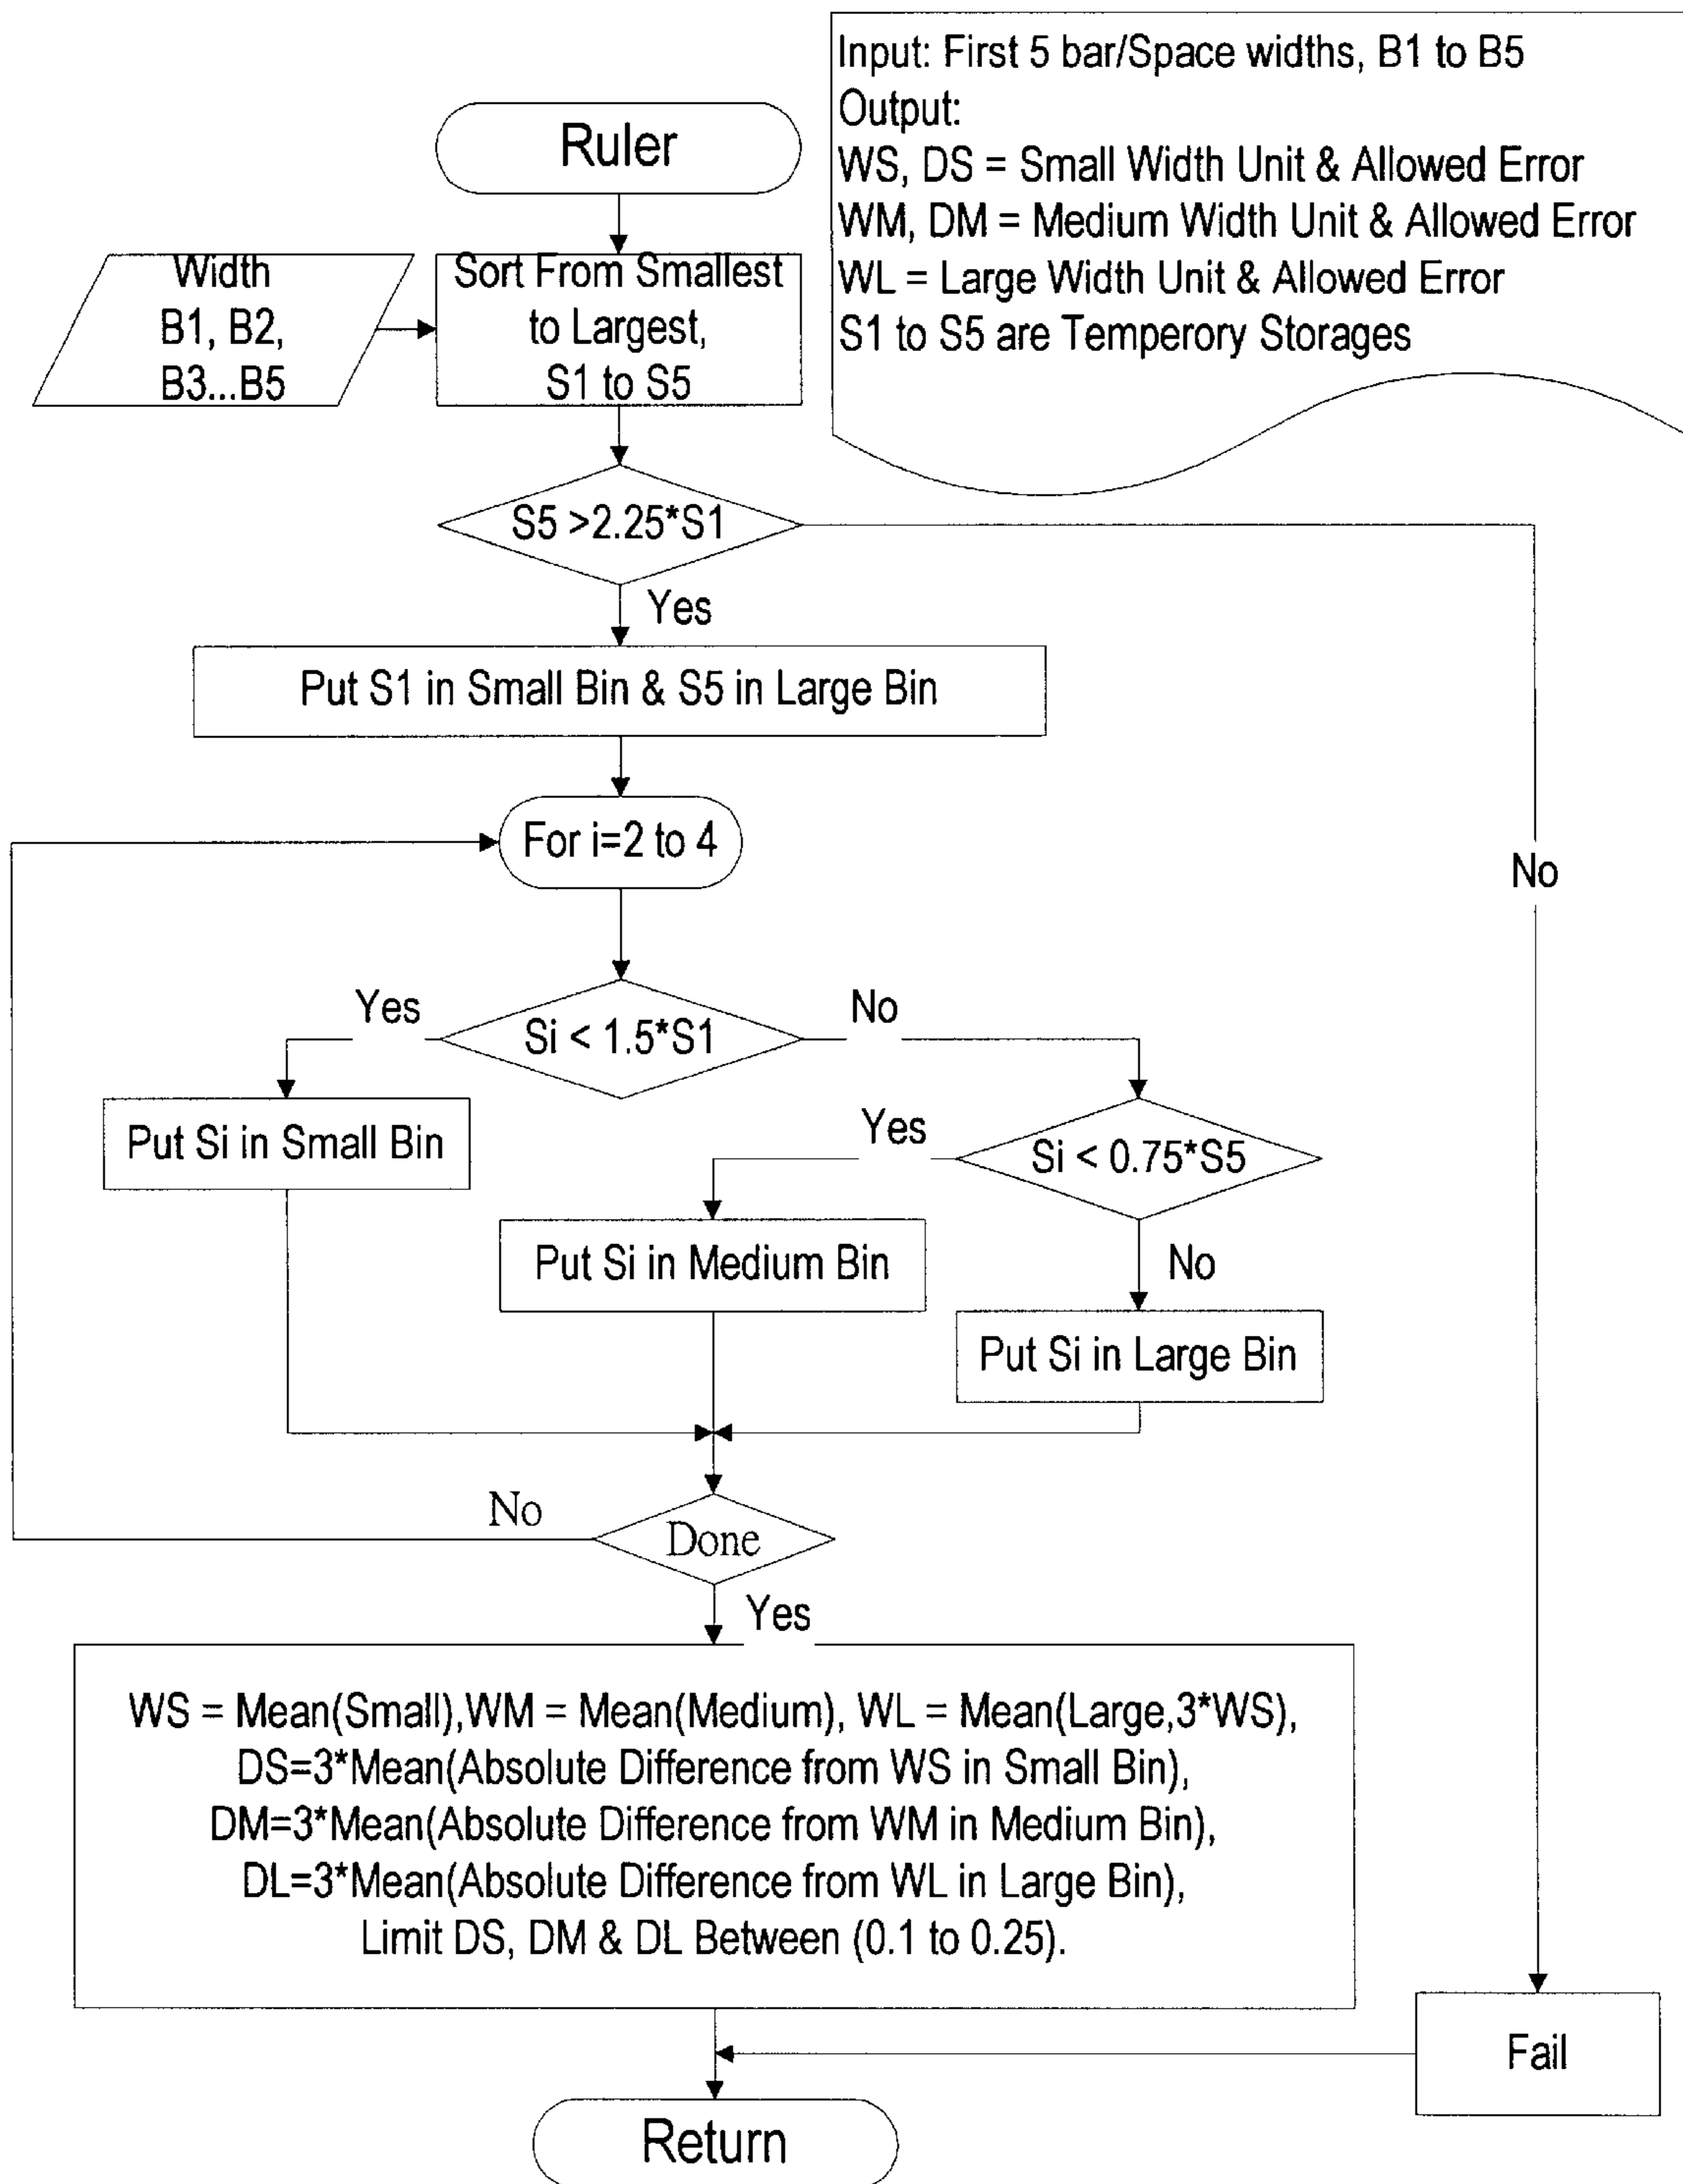 Input: First 5 bar/Space widths, B1 to B5
Output:
WS, DS = Small Width Unit & Allowed Error
WM, DM = Medium Width Unit & Allowed Error
WL = Large Width Unit & Allowed Error
S1 to S5 are Temperory Storages
Ruler
Width
B1, B2,
B3...B5
Sort From Smallest
to Largest,
S1 to S5
S5 >2.25*S1
Yes
Put S1 in Small Bin & S5 in Large Bin
For i=2 to 4
No
Yes
Si < 1.5*S1
No
Put Si in Small Bin
Yes
Si < 0.75*S5
Put Si in Medium Bin
No
Put Si in Large Bin
No
Done
Yes
WS = Mean(Small),WM = Mean(Medium), WL = Mean(Large,3*WS),
DS=3*Mean(Absolute Difference from WS in Small Bin),
DM=3*Mean(Absolute Difference from WM in Medium Bin),
DL=3*Mean(Absolute Difference from WL in Large Bin),
Limit DS, DM & DL Between (0.1 to 0.25).
Fail
Return